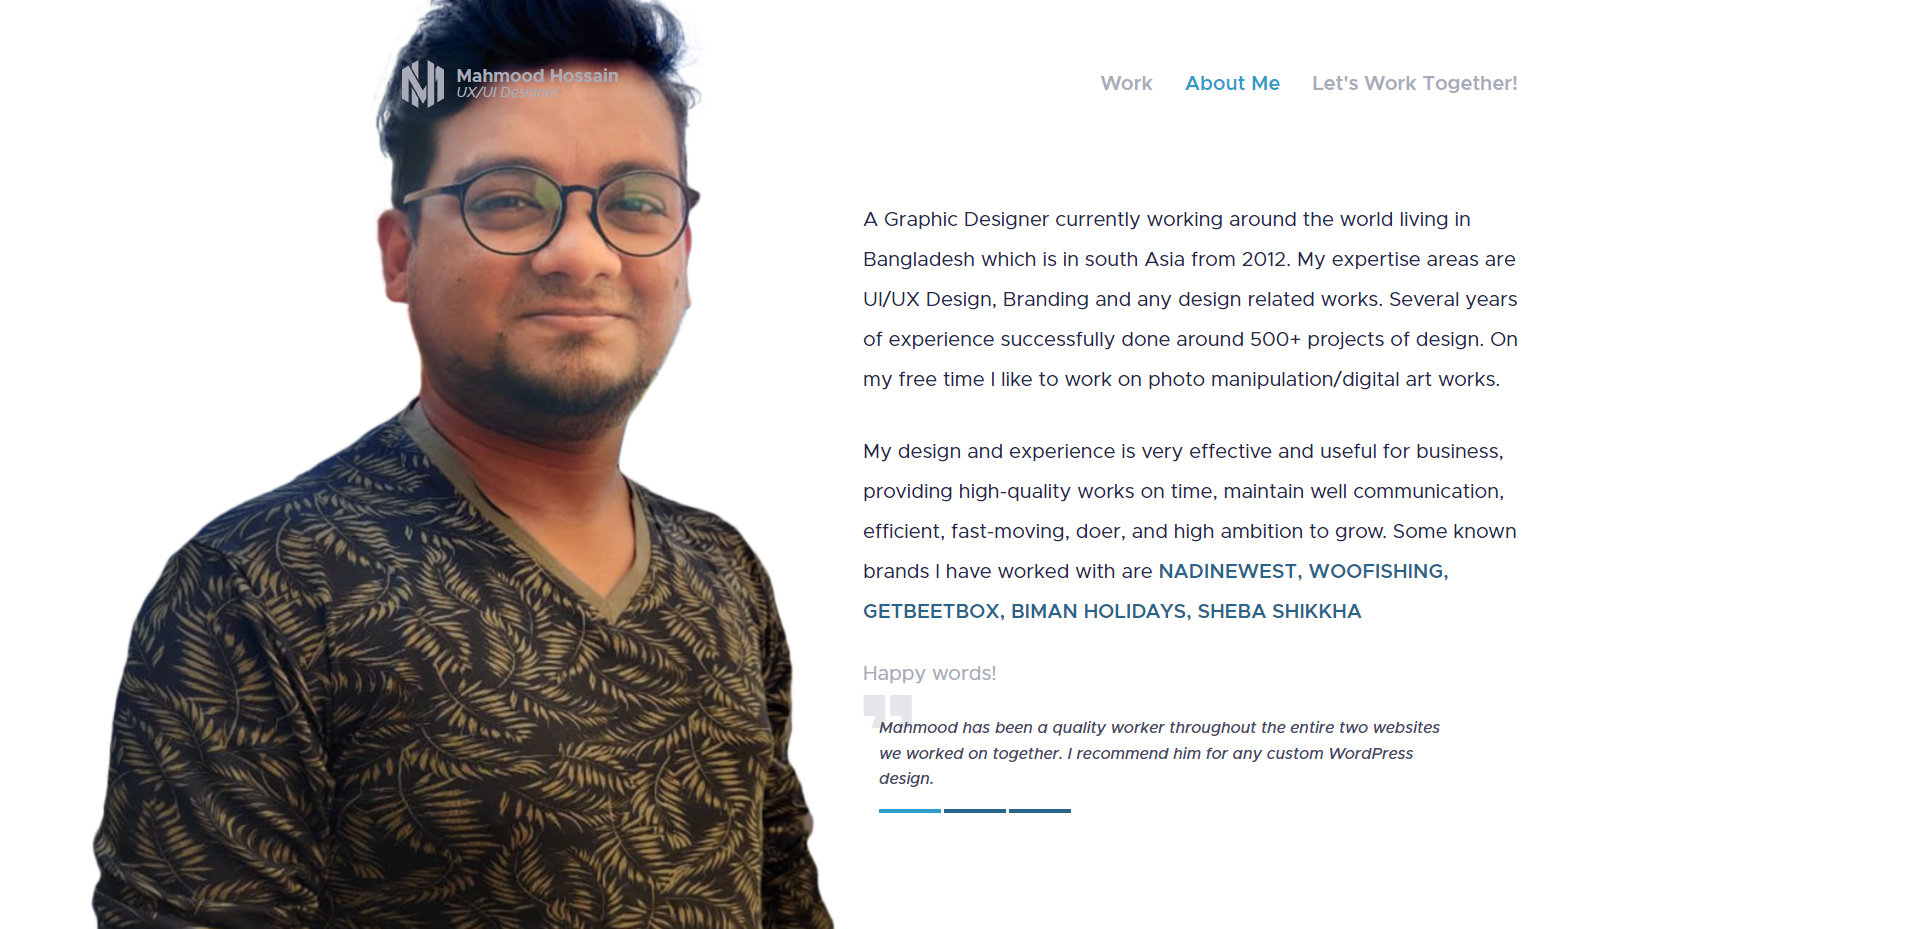 Mahmood Hossain
UX/UI Designer
Work About Me Let's Work Together!
A Graphic Designer currently working around the world living in
Bangladesh which is in south Asia from 2012. My expertise areas are
UI/UX Design, Branding and any design related works. Several years
of experience successfully done around 500+ projects of design. On
my free time I like to work on photo manipulation/digital art works.
My design and experience is very effective and useful for business,
providing high-quality works on time, maintain well communication,
efficient, fast-moving, doer, and high ambition to grow. Some known
brands I have worked with are NADINEWEST, WOOFISHING,
GETBEETBOX, BIMAN HOLIDAYS, SHEBA SHIKKHA
Happy words!
Mahmood has been a quality worker throughout the entire two websites
we worked on together. I recommend him for any custom WordPress
design.